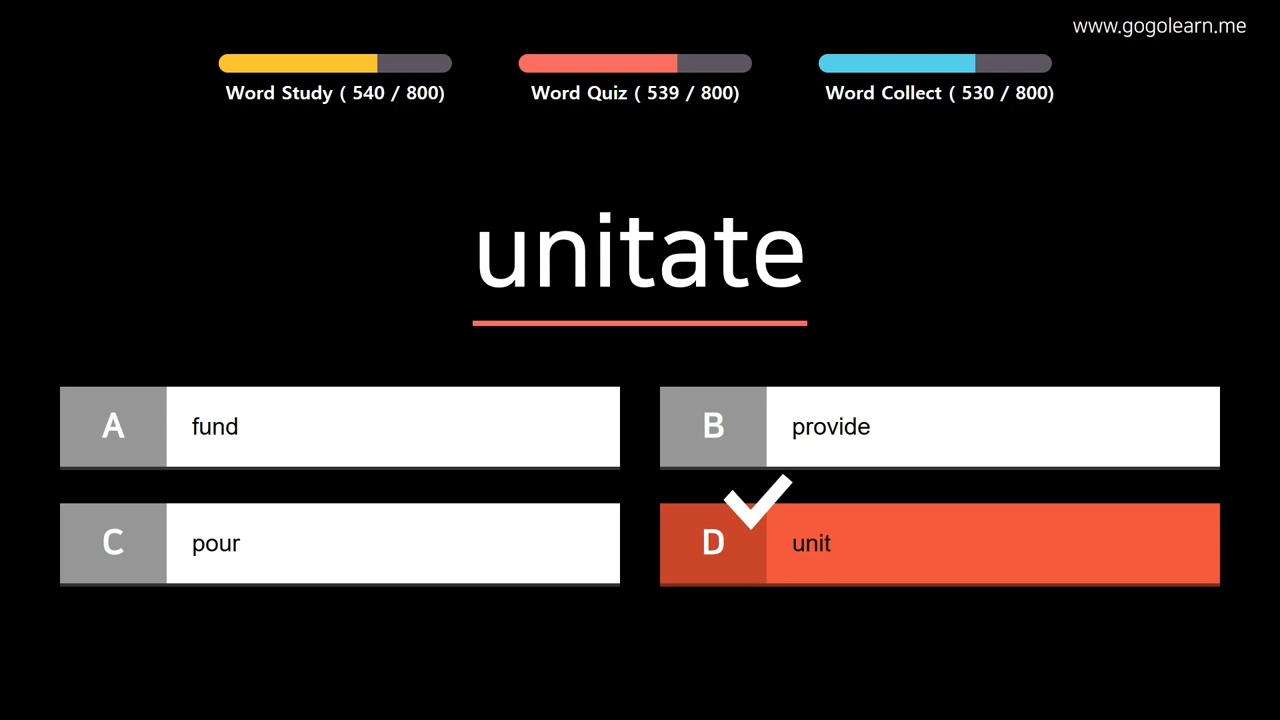 www.gogolearn.me
Word Study ( 540 / 800)
Word Quiz ( 539 / 800)
Word Collect ( 530 / 800)
unitate
A fund
B provide
C pour
D unit